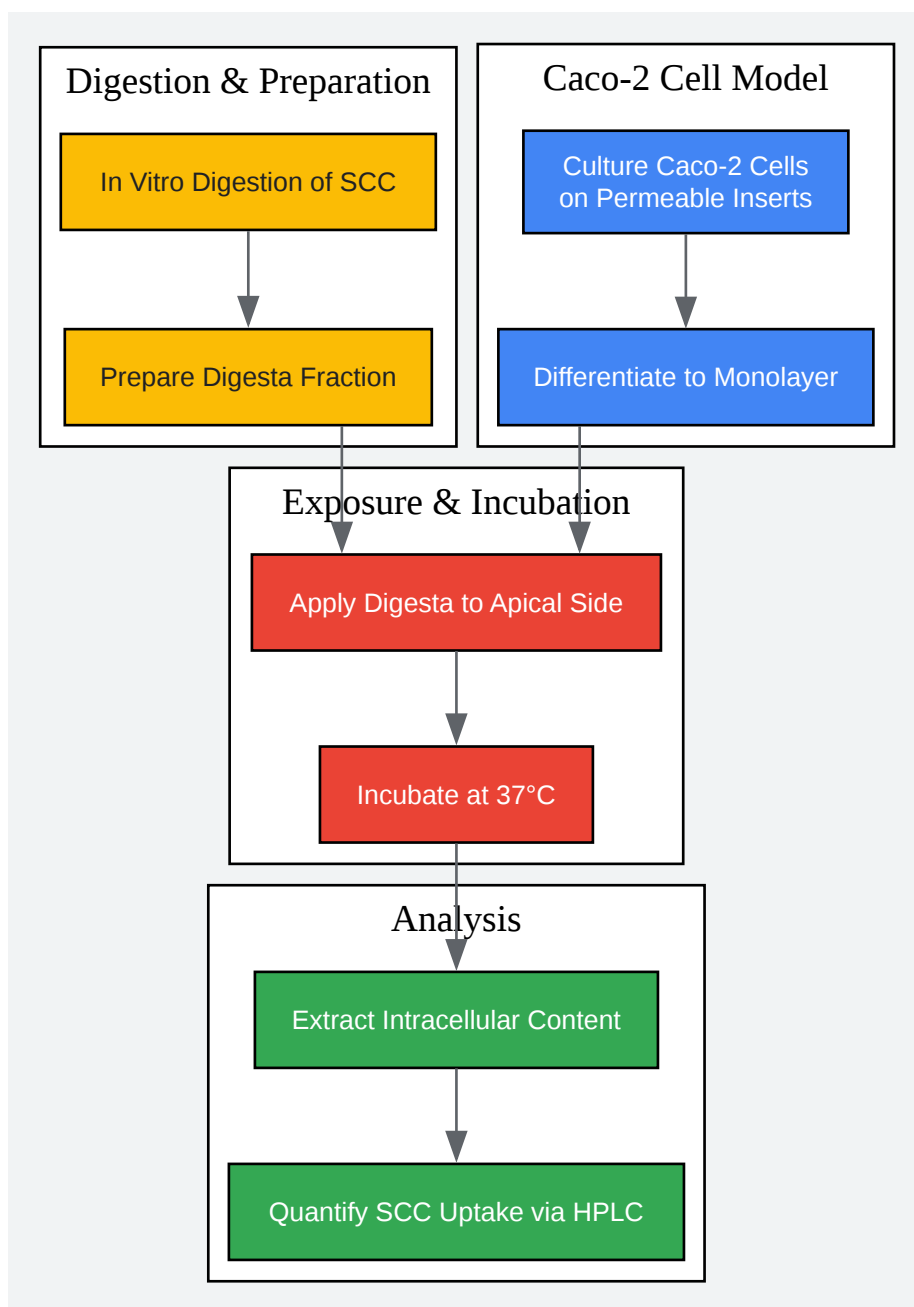 Digestion & Preparation
In Vitro Digestion of SCC
Prepare Digesta Fraction
Caco-2 Cell Model
Culture Caco-2 Cells
on Permeable Inserts
Differentiate to Monolayer
Exposure & Incubation
Apply Digesta to Apical Side
Incubate at 37°C
Analysis
Extract Intracellular Content
Quantify SCC Uptake via HPLC